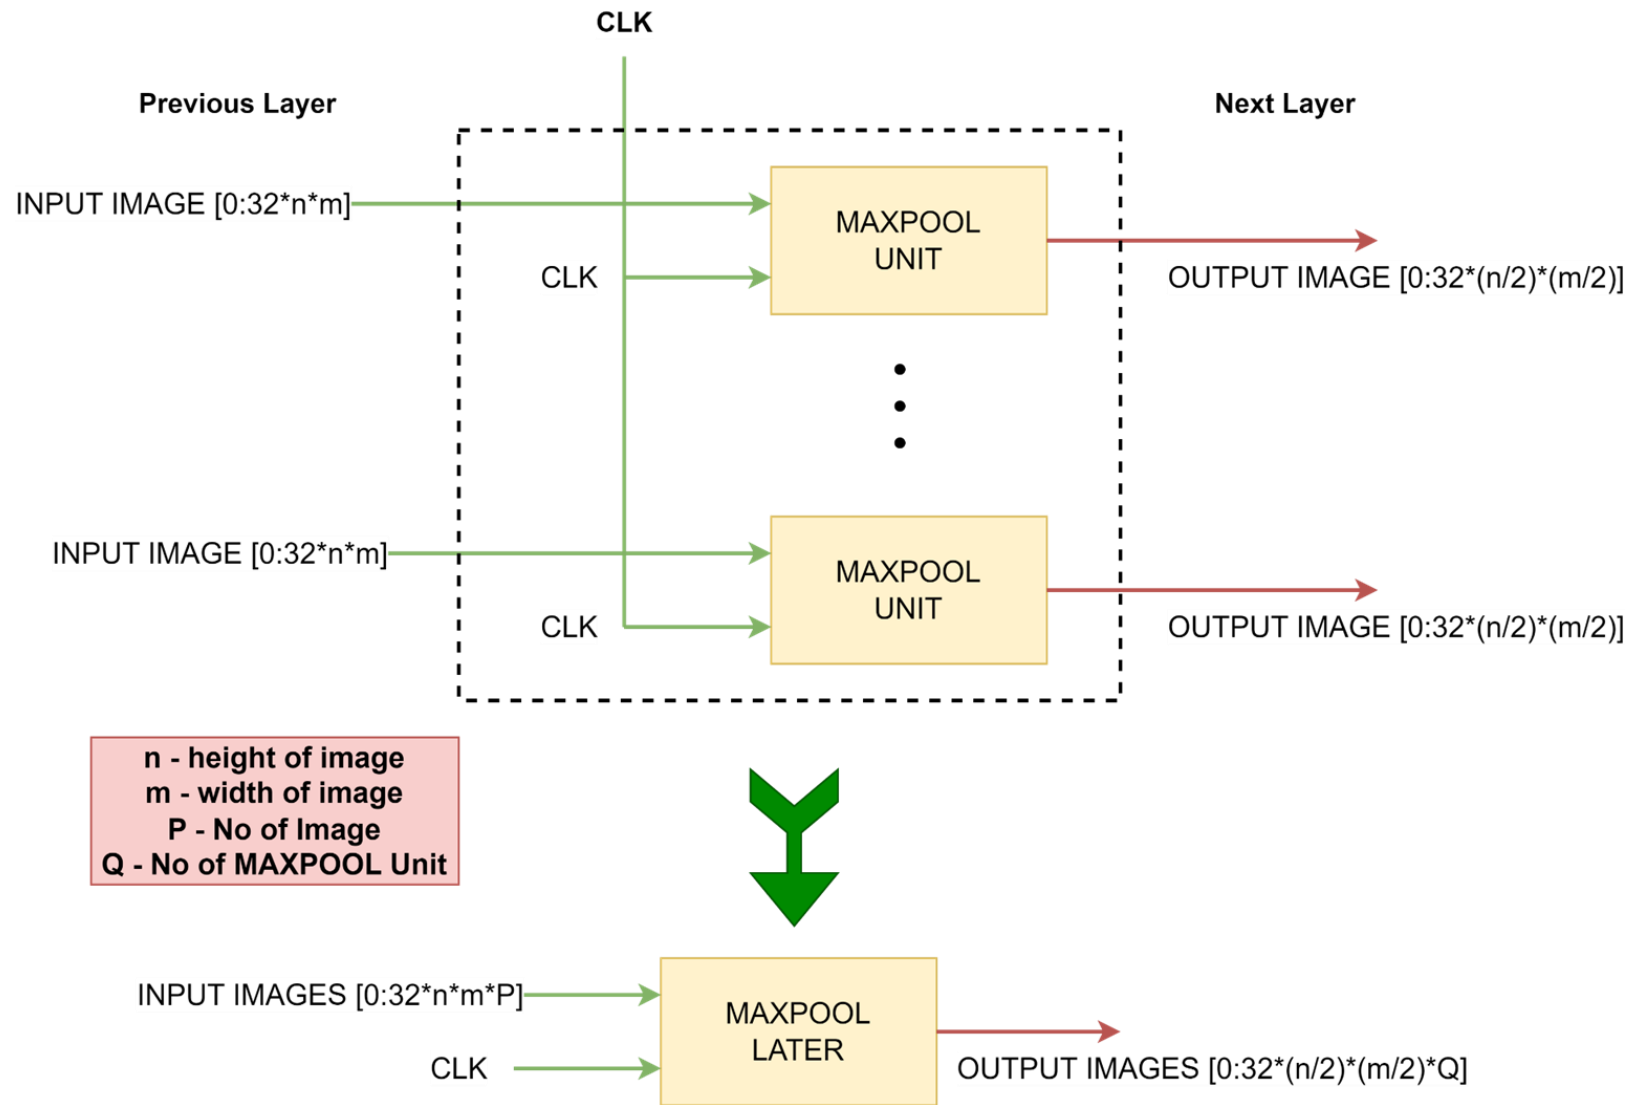 CLK
Previous Layer
Next Layer
INPUT IMAGE [0:32*n*m]
MAXPOOL
UNIT
CLK
OUTPUT IMAGE [0:32*(n/2)*(m/2)]
INPUT IMAGE [0:32*n*m]
MAXPOOL
UNIT
CLK
OUTPUT IMAGE [0:32*(n/2)*(m/2)]
n - height of image
m - width of image
P - No of Image
Q - No of MAXPOOL Unit
INPUT IMAGES [0:32*n*m*P]
MAXPOOL
LATER
CLK
OUTPUT IMAGES [0:32*(n/2)*(m/2)*Q]